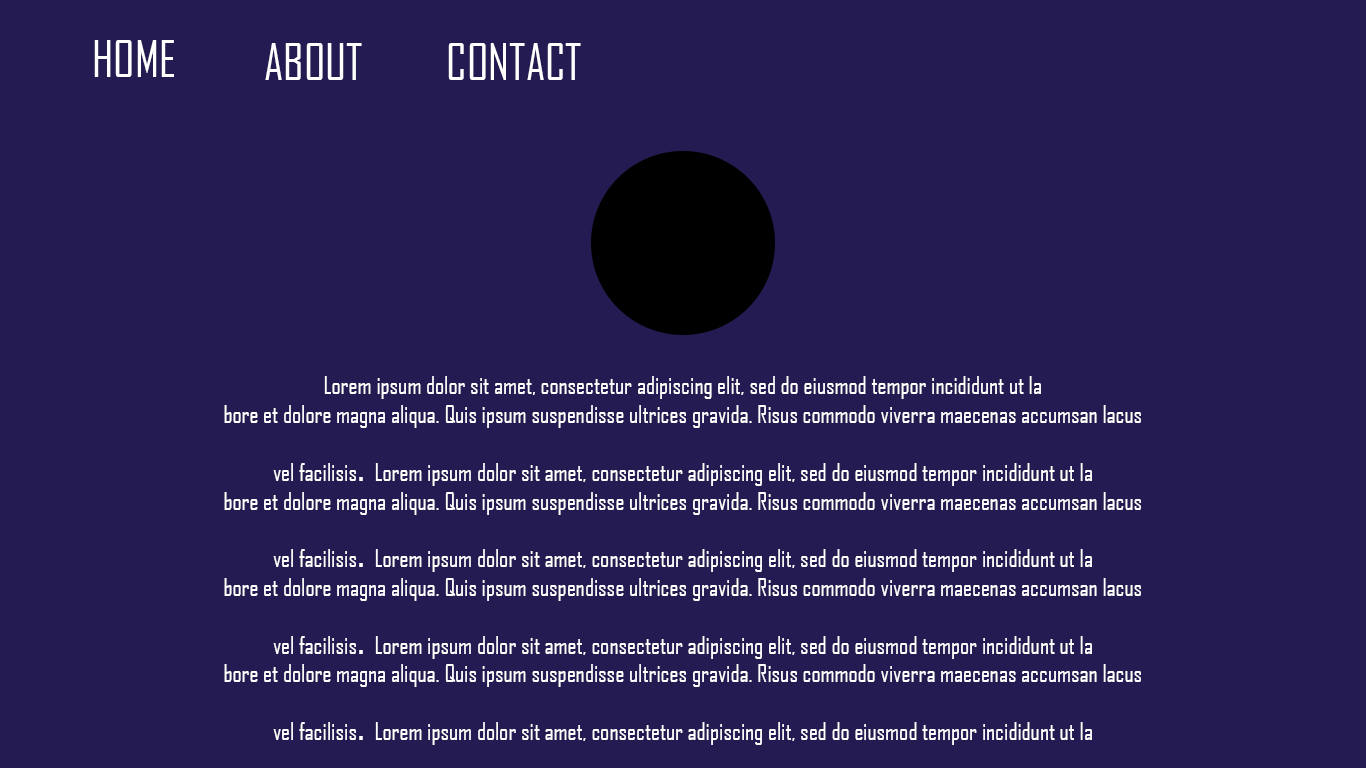 HOME ABOUT CONTACT
Lorem ipsum dolor sit amet, consectetur adipiscing elit, sed do eiusmod tempor incididunt ut la
bore et dolore magna aliqua. Quis ipsum suspendisse ultrices gravida. Risus commodo viverra maecenas accumsan lacus
vel facilisis. Lorem ipsum dolor sit amet, consectetur adipiscing elit, sed do eiusmod tempor incididunt ut la
bore et dolore magna aliqua. Quis ipsum suspendisse ultrices gravida. Risus commodo viverra maecenas accumsan lacus
vel facilisis. Lorem ipsum dolor sit amet, consectetur adipiscing elit, sed do eiusmod tempor incididunt ut la
bore et dolore magna aliqua. Quis ipsum suspendisse ultrices gravida. Risus commodo viverra maecenas accumsan lacus
vel facilisis. Lorem ipsum dolor sit amet, consectetur adipiscing elit, sed do eiusmod tempor incididunt ut la
bore et dolore magna aliqua. Quis ipsum suspendisse ultrices gravida. Risus commodo viverra maecenas accumsan lacus
vel facilisis. Lorem ipsum dolor sit amet, consectetur adipiscing elit, sed do eiusmod tempor incididunt ut la